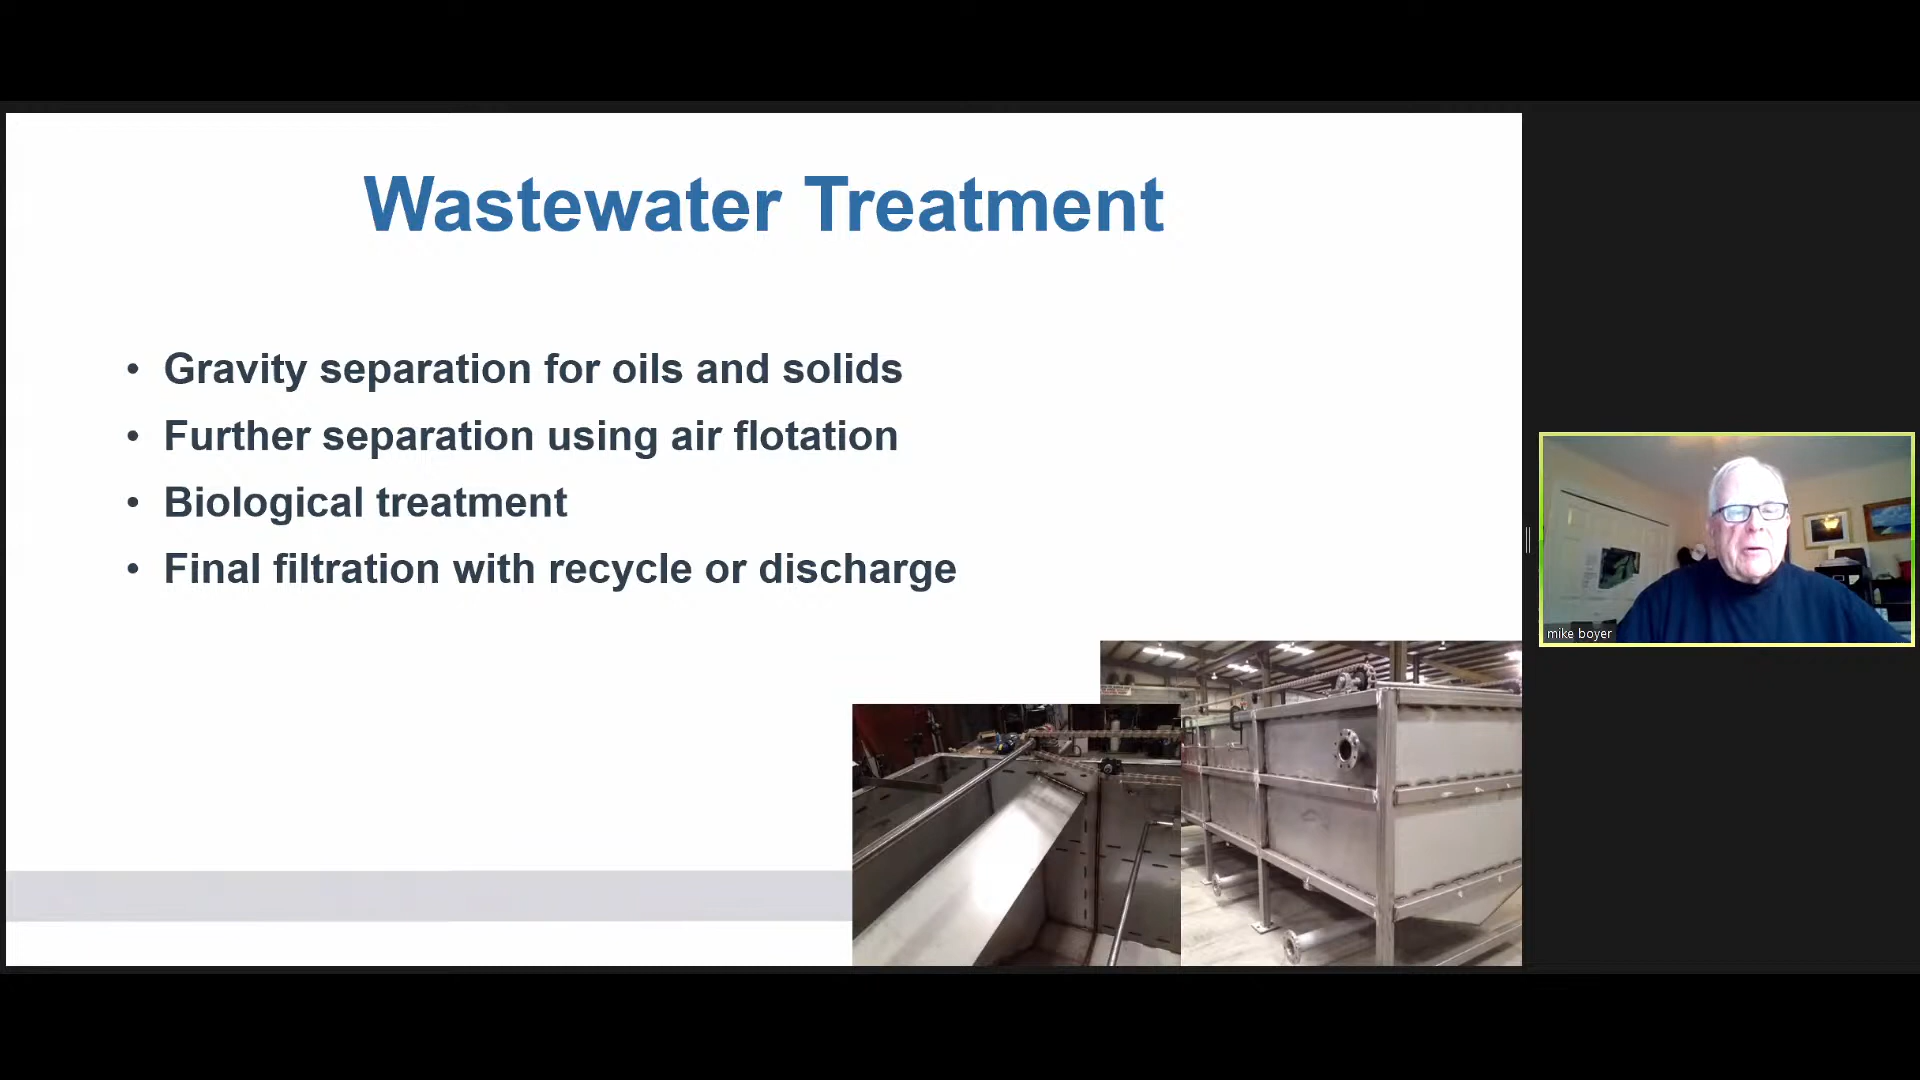 Wastewater Treatment
• Gravity separation for oils and solids
• Further separation using air flotation
• Biological treatment
• Final filtration with recycle or discharge
mike boyer